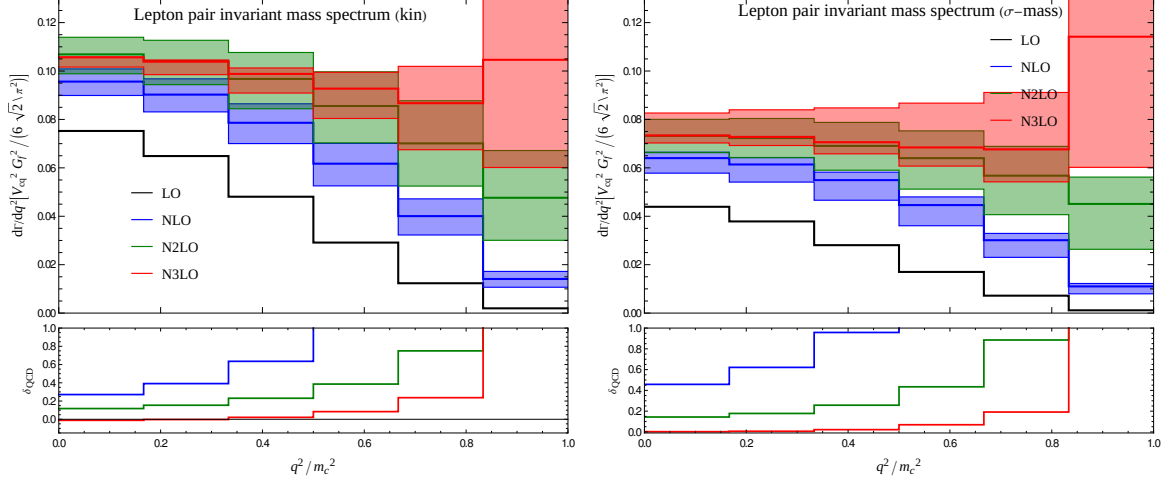 Lepton pair invariant mass spectrum (kin)
dΓ/dq²[V_cq² G_f²/(6 √2 \ π²)]
0.12
0.10
0.08
0.06
0.04
0.02
0.00
LO
NLO
N2LO
N3LO
δ_QCD
1.0
0.8
0.6
0.4
0.2
0.0
0.0 0.2 0.4 0.6 0.8 1.0
q²/m_c²
Lepton pair invariant mass spectrum (σ−mass)
dΓ/dq²[V_cq² G_f²/(6 √2 \ π²)]
0.12
0.10
0.08
0.06
0.04
0.02
0.00
LO
NLO
N2LO
N3LO
δ_QCD
1.0
0.8
0.6
0.4
0.2
0.0
0.0 0.2 0.4 0.6 0.8 1.0
q²/m_c²